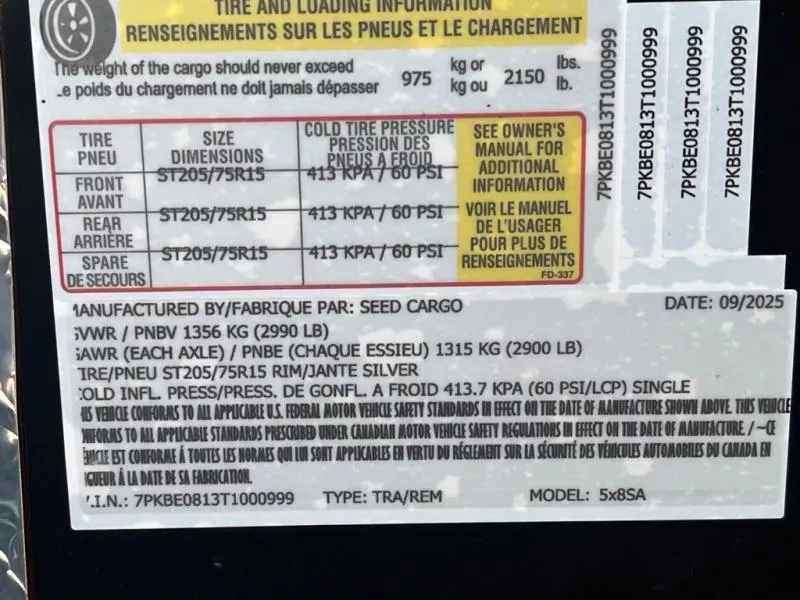 TIRE AND LOADING INFORMATION
RENSEIGNEMENTS SUR LES PNEUS ET LE CHARGEMENT
The weight of the cargo should never exceed 975 kg or 2150 lbs.
Le poids du chargement ne doit jamais dépasser kg ou lb.
TIRE PNEU
SIZE DIMENSIONS
COLD TIRE PRESSURE PRESSION DES PNEUS A FROID
SEE OWNER'S MANUAL FOR ADDITIONAL INFORMATION
FRONT AVANT
ST205/75R15
413 KPA / 60 PSI
REAR ARRIÈRE
ST205/75R15
413 KPA / 60 PSI
VOIR LE MANUEL DE L'USAGER POUR PLUS DE RENSEIGNEMENTS
SPARE DE SECOURS
ST205/75R15
413 KPA / 60 PSI
FD-337
7PKBE0813T1000999
7PKBE0813T1000999
7PKBE0813T1000999
7PKBE0813T1000999
MANUFACTURED BY/FABRIQUE PAR: SEED CARGO DATE: 09/2025
GVWR / PNBV 1356 KG (2990 LB)
GAWR (EACH AXLE) / PNBE (CHAQUE ESSIEU) 1315 KG (2900 LB)
TIRE/PNEU ST205/75R15 RIM/JANTE SILVER
COLD INFL. PRESS/PRESS. DE GONFL. A FROID 413.7 KPA (60 PSI/LCP) SINGLE
THIS VEHICLE CONFORMS TO ALL APPLICABLE U.S. FEDERAL MOTOR VEHICLE SAFETY STANDARDS IN EFFECT ON THE DATE OF MANUFACTURE SHOWN ABOVE. THIS VEHICLE
CONFORMS TO ALL APPLICABLE STANDARDS PRESCRIBED UNDER CANADIAN MOTOR VEHICLE SAFETY REGULATIONS IN EFFECT ON THE DATE OF MANUFACTURE. / ~CE
VÉHICLE EST CONFORME À TOUTES LES NORMES QUI LUI SONT APPLICABLES EN VERTU DU RÉGLEMENT SUR LA SÉCURITÉ DES VÉHICULES AUTOMOBILES DU CANADA EN
VIGUEUR À LA DATE DE SA FABRICATION.
V.I.N.: 7PKBE0813T1000999 TYPE: TRA/REM MODEL: 5x8SA